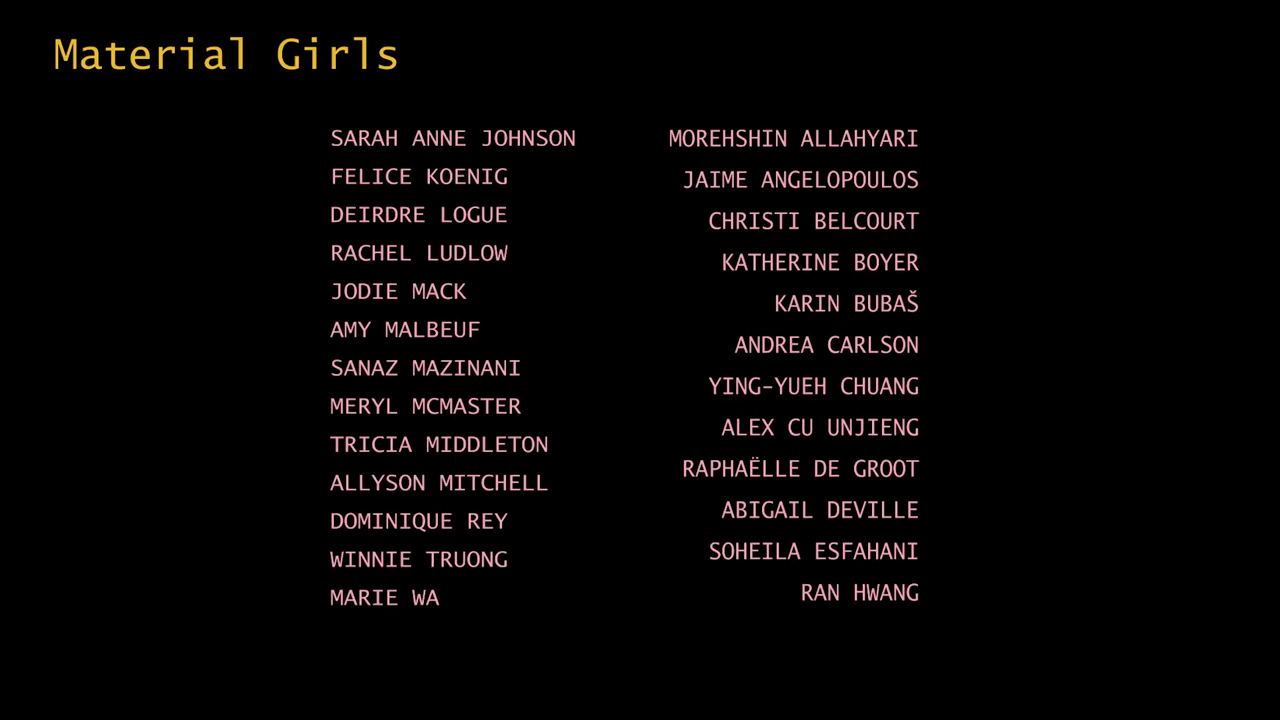 Material Girls
SARAH ANNE JOHNSON
FELICE KOENIG
DEIRDRE LOGUE
RACHEL LUDLOW
JODIE MACK
AMY MALBEUF
SANAZ MAZINANI
MERYL MCMASTER
TRICIA MIDDLETON
ALLYSON MITCHELL
DOMINIQUE REY
WINNIE TRUONG
MARIE WA
MOREHSHIN ALLAHYARI
JAIME ANGELOPOULOS
CHRISTI BELCOURT
KATHERINE BOYER
KARIN BUBAŠ
ANDREA CARLSON
YING-YUEH CHUANG
ALEX CU UNJIENG
RAPHAËLLE DE GROOT
ABIGAIL DEVILLE
SOHEILA ESFAHANI
RAN HWANG